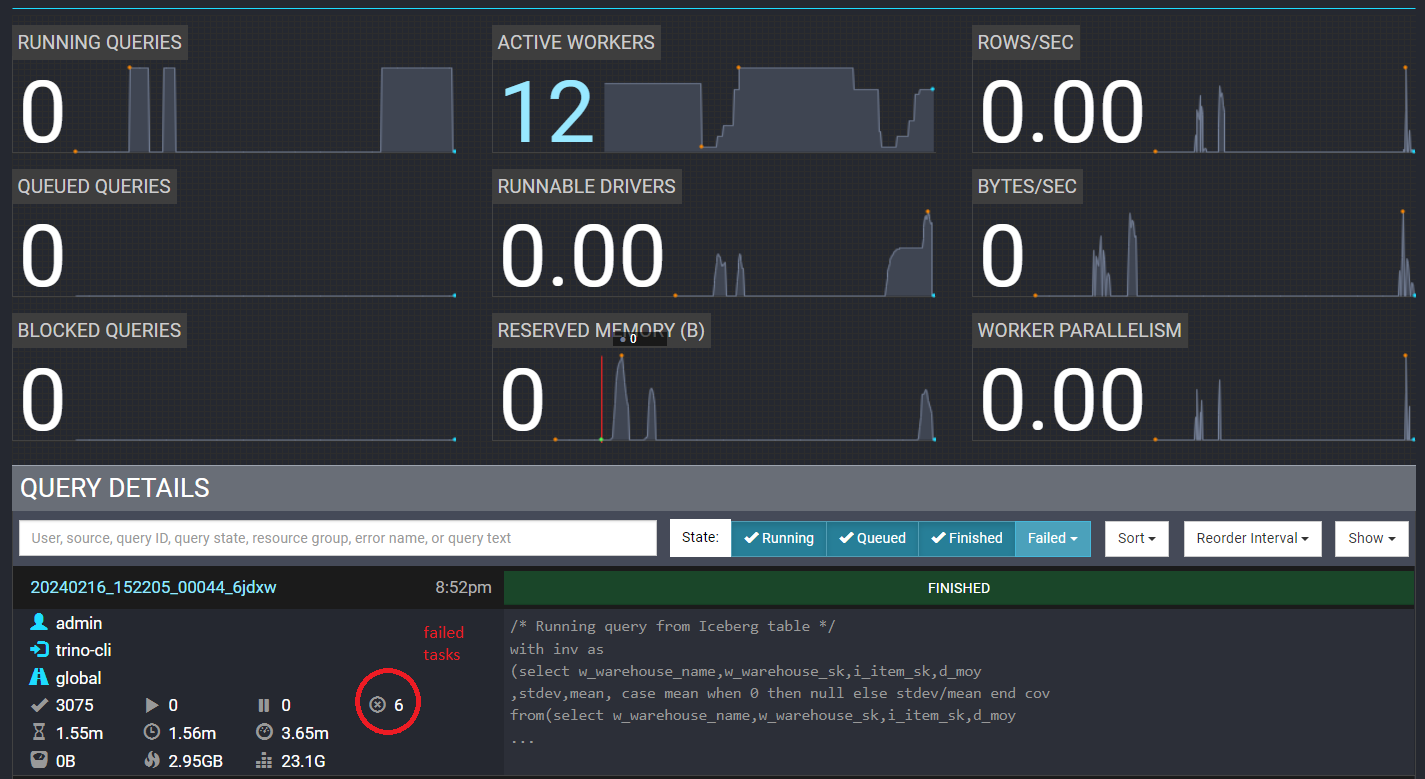 RUNNING QUERIES
0
ACTIVE WORKERS
12
ROWS/SEC
0.00
QUEUED QUERIES
0
RUNNABLE DRIVERS
0.00
BYTES/SEC
0
BLOCKED QUERIES
0
RESERVED MEMORY (B)
0
0
WORKER PARALLELISM
0.00
QUERY DETAILS
User, source, query ID, query state, resource group, error name, or query text
State: Running Queued Finished Failed
Sort
Reorder Interval
Show
20240216_152205_00044_6jdxw 8:52pm
FINISHED
admin
trino-cli
global
failed
tasks
3075 0 0 6
1.55m 1.56m 3.65m
0B 2.95GB 23.1G
/* Running query from Iceberg table */
with inv as
(select w_warehouse_name,w_warehouse_sk,i_item_sk,d_moy
,stdev,mean, case mean when 0 then null else stdev/mean end cov
from(select w_warehouse_name,w_warehouse_sk,i_item_sk,d_moy
...